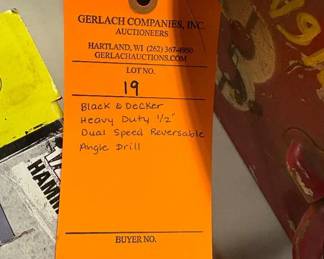 GERLACH COMPANIES, INC.
AUCTIONEERS
HARTLAND, WI (262) 367-4950
GERLACHAUCTIONS.COM
LOT NO.
19
Black & Decker
Heavy Duty 1/2"
Dual Speed Reversable
Angle Drill
BUYER NO.
HAMM